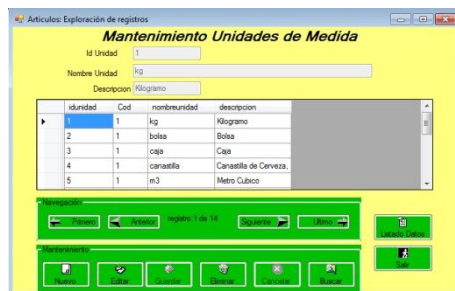 Articulos: Exploración de registros
Mantenimiento Unidades de Medida
Id Unidad 1
Nombre Unidad kg
Descripcion Kilogramo
idunidad Cod nombreunidad descripcion
1 1 kg Kilogramo
2 1 bolsa Bolsa
3 1 caja Caja
4 1 canastilla Canastilla de Cerveza,
5 1 m3 Metro Cubico
Navegación
Primero Anterior registro 1 de 14 Siguiente Ultimo
Listado Datos
Mantenimiento
Nuevo Editar Guardar Eliminar Cancelar Buscar
Salir